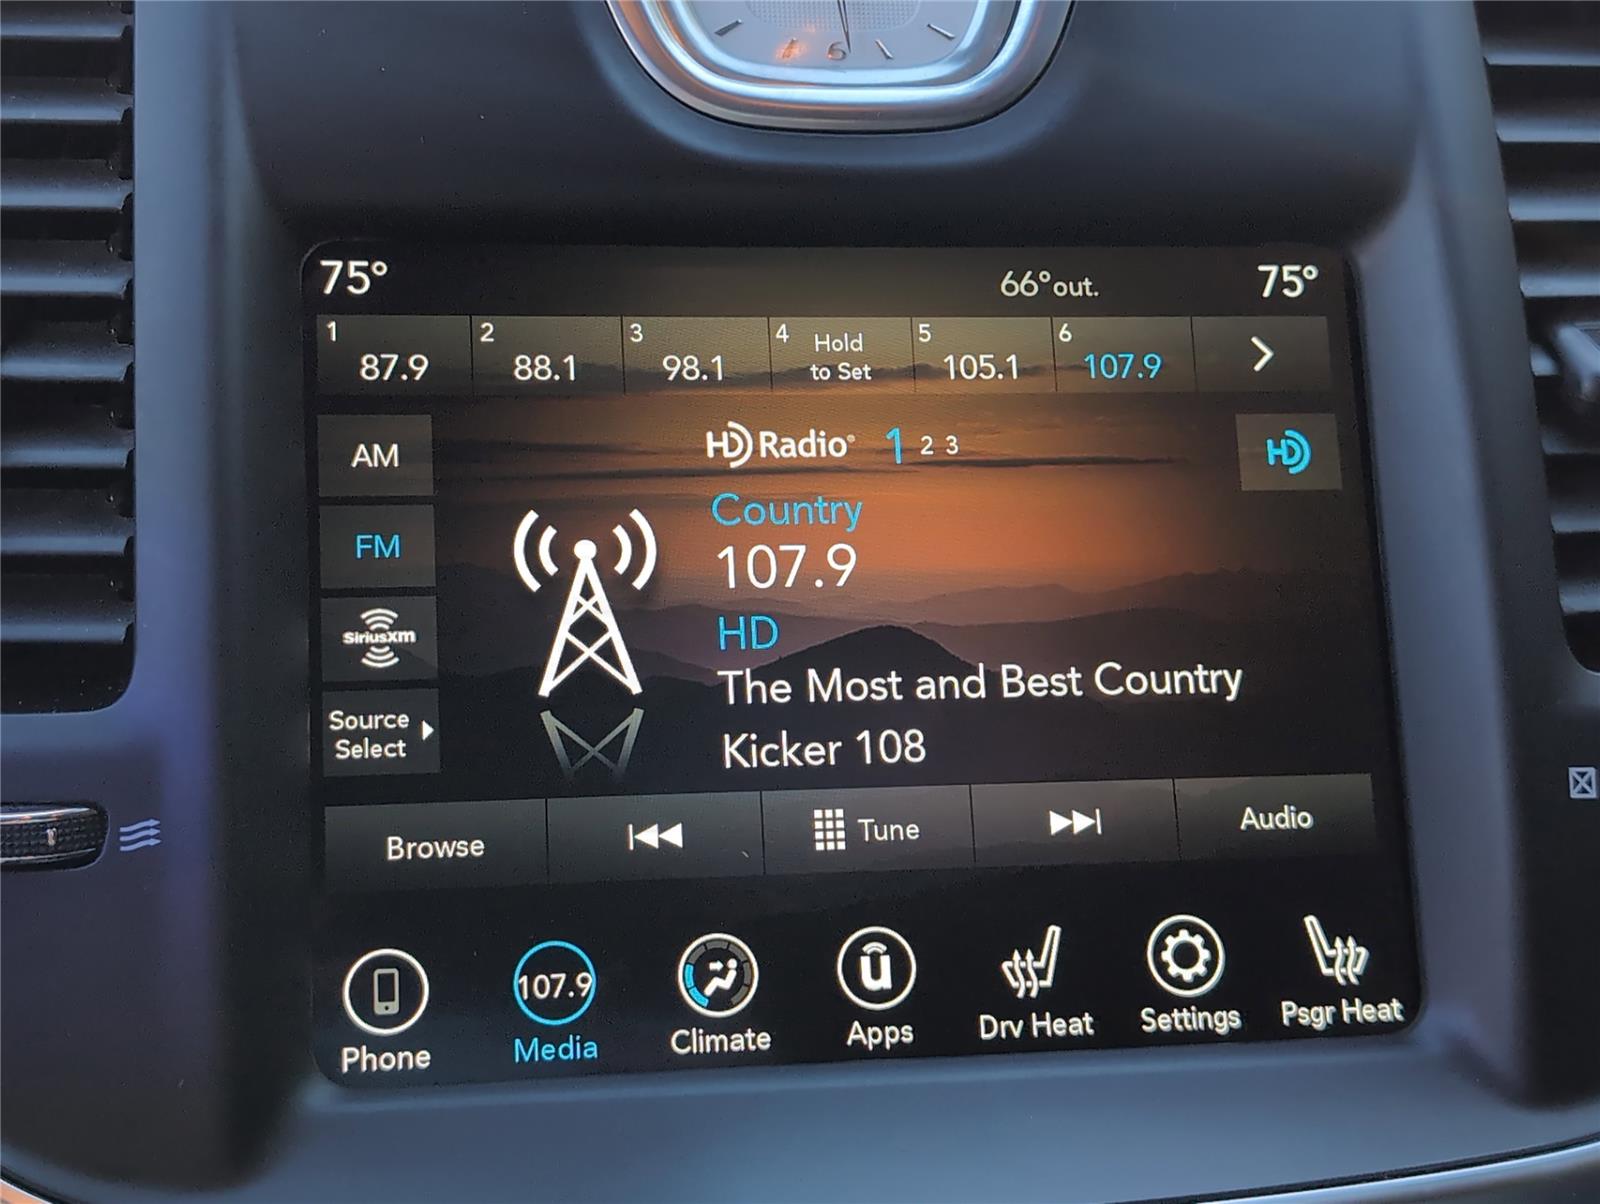 6
75° 66° out. 75°
1 2 3 4 Hold 5 6
87.9 88.1 98.1 to Set 105.1 107.9
AM HD Radio® 1 2 3 HD
Country
FM 107.9
SiriusXM HD
The Most and Best Country
Source
Select Kicker 108
Browse Tune Audio
107.9
Phone Media Climate Apps Drv Heat Settings Psgr Heat